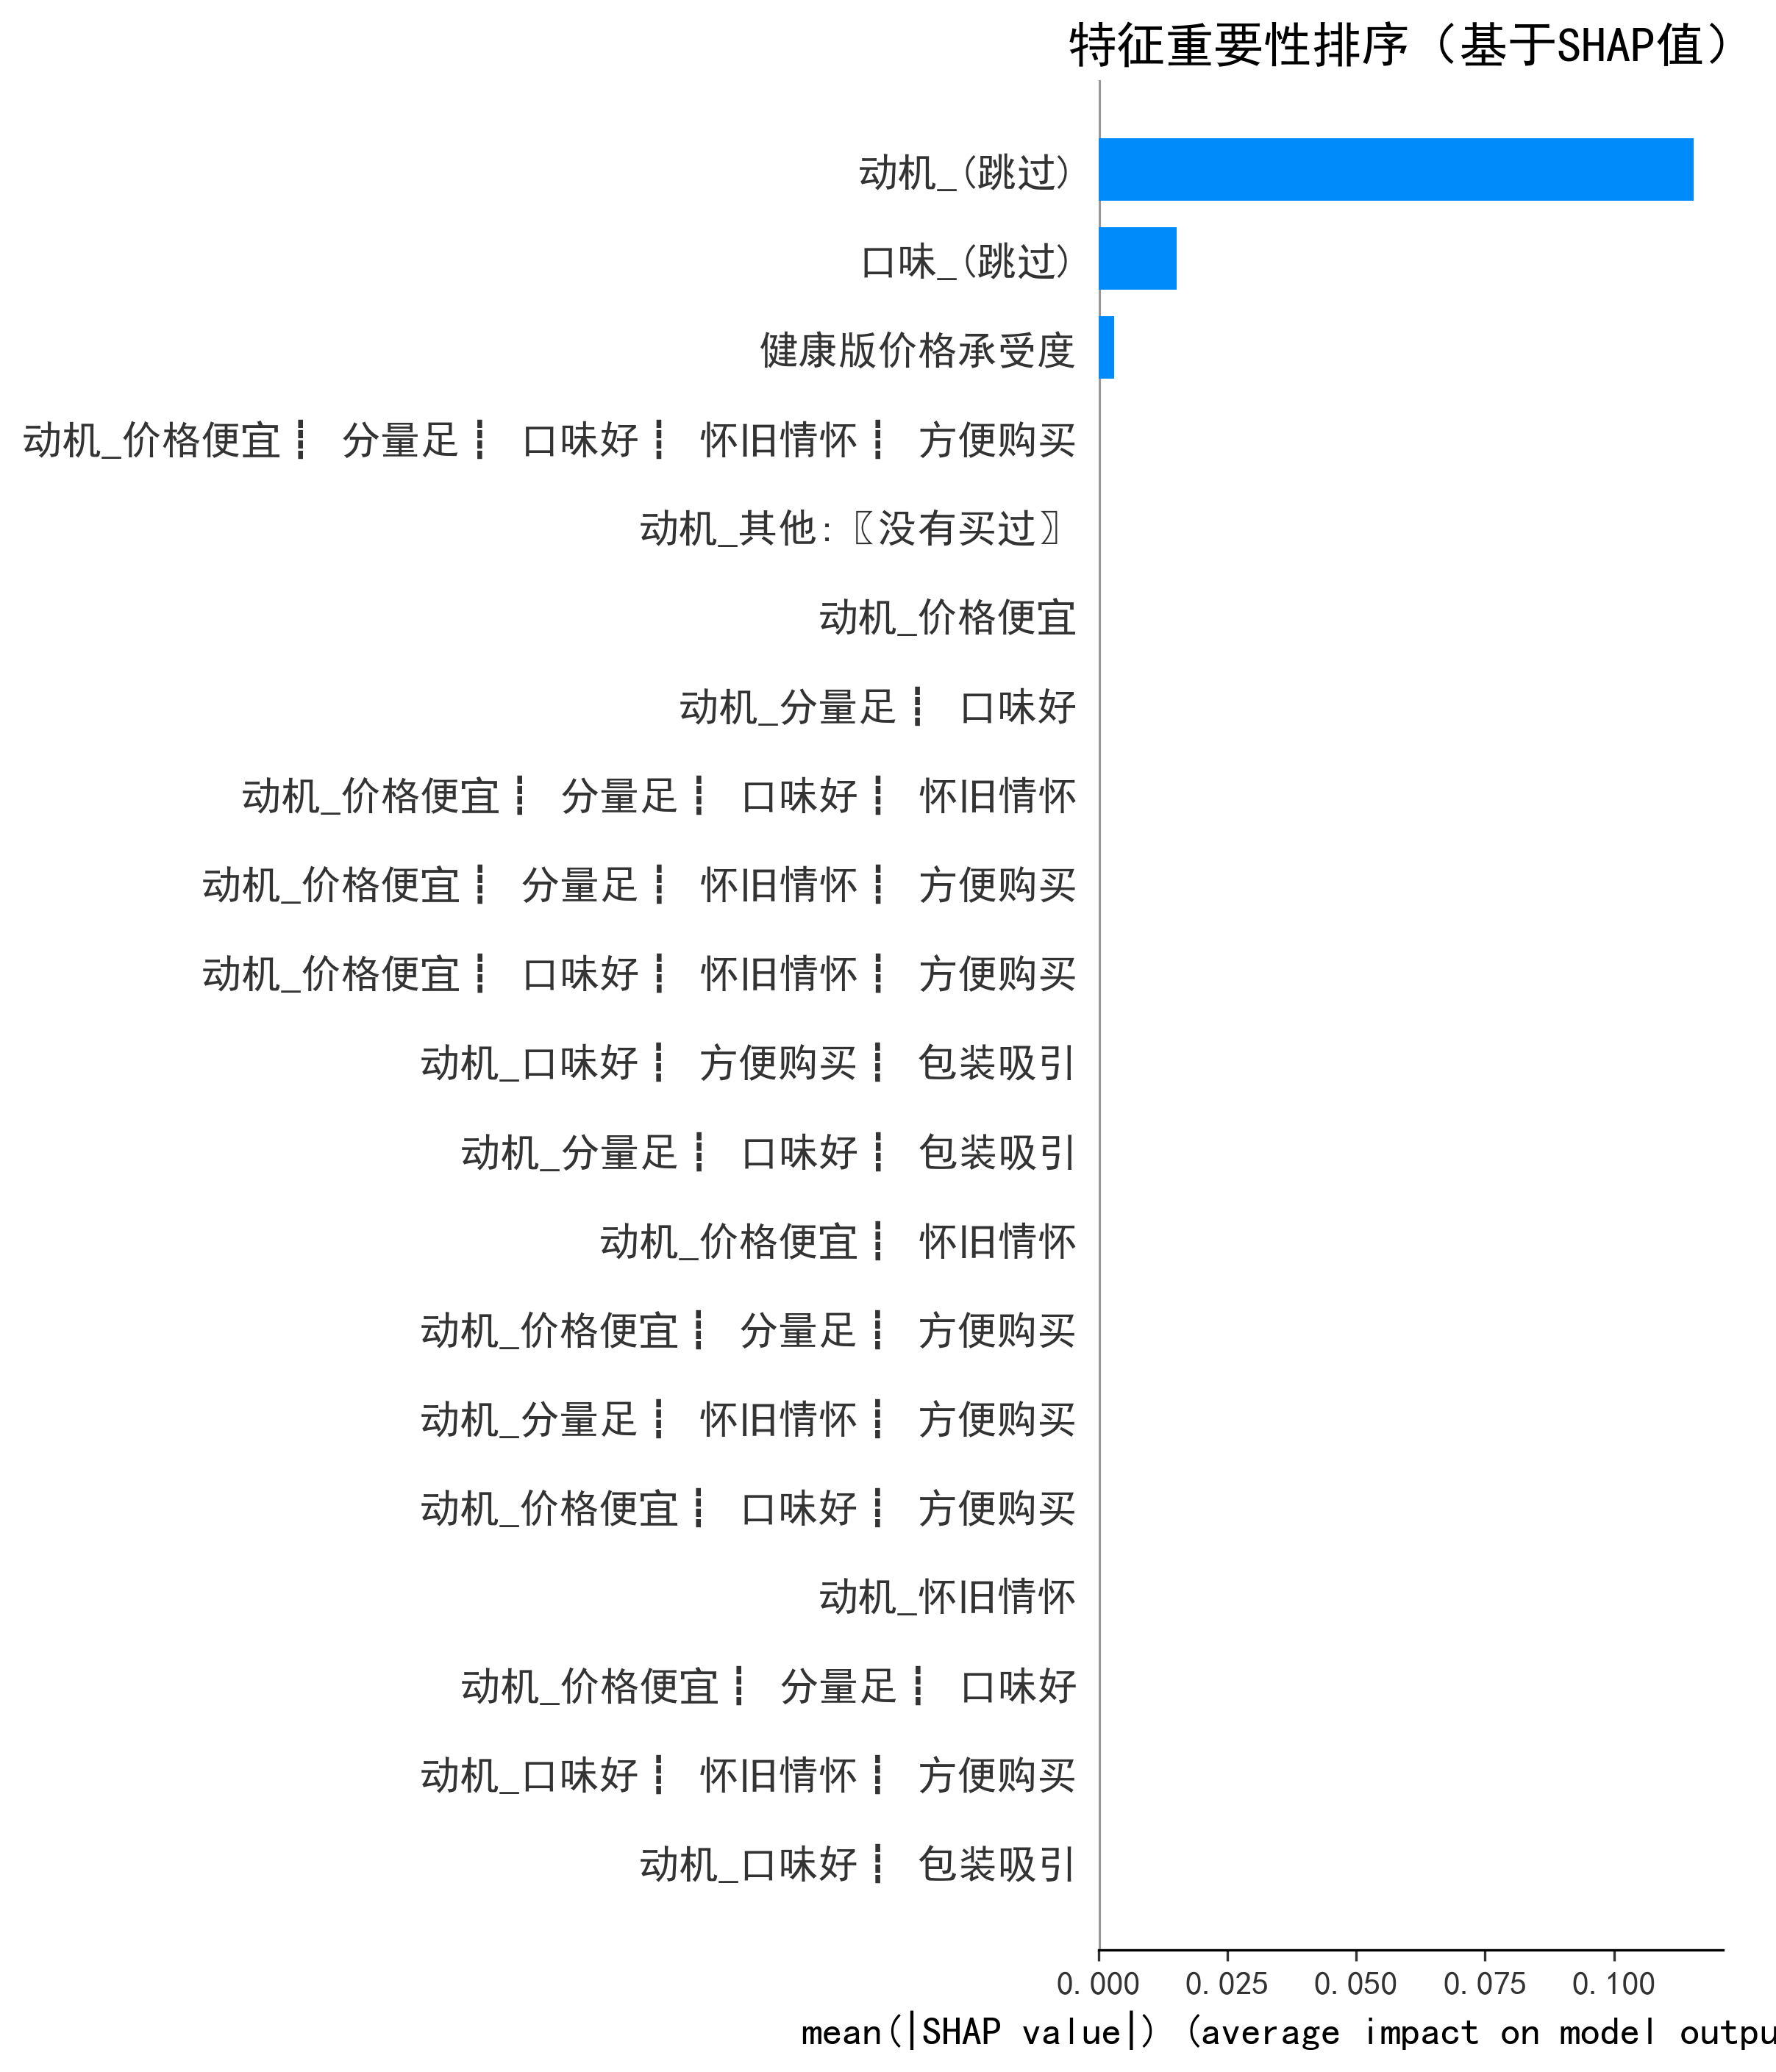 特征重要性排序（基于SHAP值）
动机_(跳过)
口味_(跳过)
健康版价格承受度
动机_价格便宜┋ 分量足┋ 口味好┋ 怀旧情怀┋ 方便购买
动机_其他:〖没有买过〗
动机_价格便宜
动机_分量足┋ 口味好
动机_价格便宜┋ 分量足┋ 口味好┋ 怀旧情怀
动机_价格便宜┋ 分量足┋ 怀旧情怀┋ 方便购买
动机_价格便宜┋ 口味好┋ 怀旧情怀┋ 方便购买
动机_口味好┋ 方便购买┋ 包装吸引
动机_分量足┋ 口味好┋ 包装吸引
动机_价格便宜┋ 怀旧情怀
动机_价格便宜┋ 分量足┋ 方便购买
动机_分量足┋ 怀旧情怀┋ 方便购买
动机_价格便宜┋ 口味好┋ 方便购买
动机_怀旧情怀
动机_价格便宜┋ 分量足┋ 口味好
动机_口味好┋ 怀旧情怀┋ 方便购买
动机_口味好┋ 包装吸引
0.000 0.025 0.050 0.075 0.100
mean(|SHAP value|) (average impact on model outpu